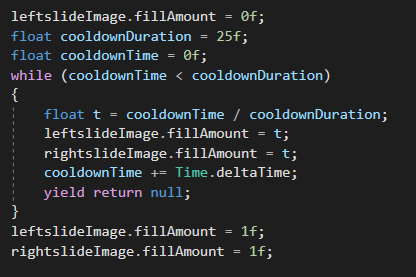 leftslideImage.fillAmount = 0f;
float cooldownDuration = 25f;
float cooldownTime = 0f;
while (cooldownTime < cooldownDuration)
{
    float t = cooldownTime / cooldownDuration;
    leftslideImage.fillAmount = t;
    rightslideImage.fillAmount = t;
    cooldownTime += Time.deltaTime;
    yield return null;
}
leftslideImage.fillAmount = 1f;
rightslideImage.fillAmount = 1f;